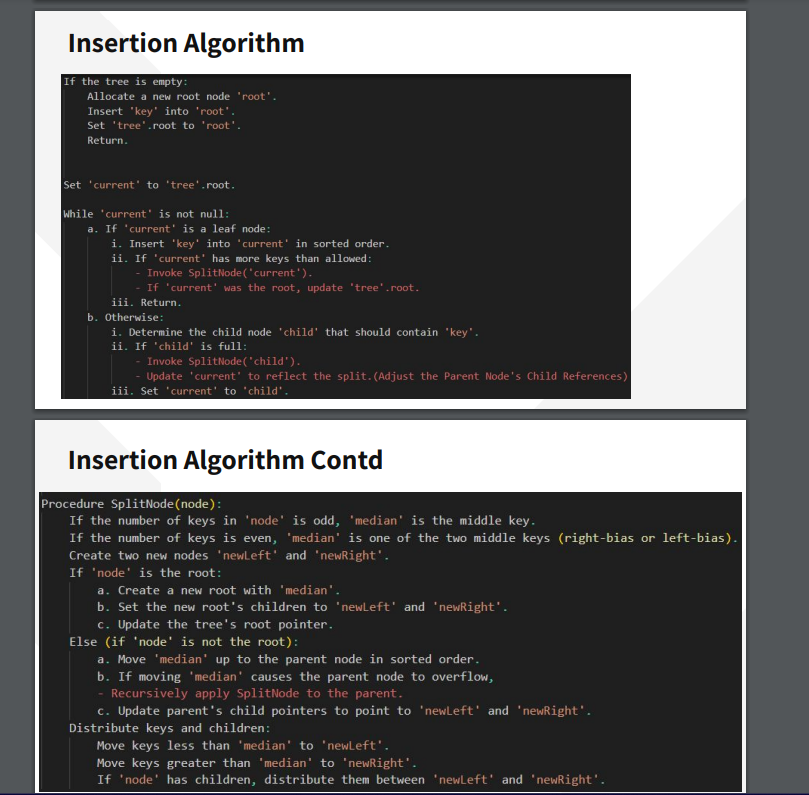 Insertion Algorithm
If the tree is empty:
Allocate a new root node 'root'.
Insert 'key' into 'root'.
Set 'tree'.root to 'root'.
Return.
Set 'current' to 'tree'.root.
While 'current' is not null:
a. If 'current' is a leaf node:
i. Insert 'key' into 'current' in sorted order.
ii. If 'current' has more keys than allowed:
- Invoke SplitNode('current').
- If 'current' was the root, update 'tree'.root.
iii. Return.
b. Otherwise:
i. Determine the child node 'child' that should contain 'key'.
ii. If 'child' is full:
- Invoke SplitNode('child').
- Update 'current' to reflect the split.(Adjust the Parent Node's Child References)
iii. Set 'current' to 'child'.
Insertion Algorithm Contd
Procedure SplitNode(node):
If the number of keys in 'node' is odd, 'median' is the middle key.
If the number of keys is even, 'median' is one of the two middle keys (right-bias or left-bias).
Create two new nodes 'newLeft' and 'newRight'.
If 'node' is the root:
a. Create a new root with 'median'.
b. Set the new root's children to 'newLeft' and 'newRight'.
c. Update the tree's root pointer.
Else (if 'node' is not the root):
a. Move 'median' up to the parent node in sorted order.
b. If moving 'median' causes the parent node to overflow,
- Recursively apply SplitNode to the parent.
c. Update parent's child pointers to point to 'newLeft' and 'newRight'.
Distribute keys and children:
Move keys less than 'median' to 'newLeft'.
Move keys greater than 'median' to 'newRight'.
If 'node' has children, distribute them between 'newLeft' and 'newRight'.